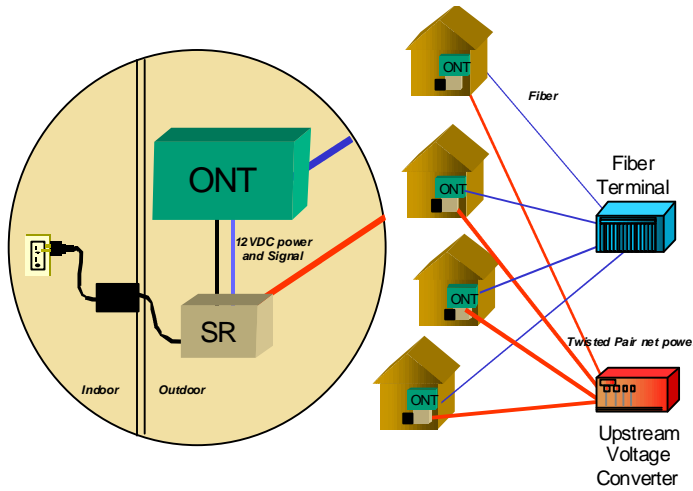 ONT
12VDC power
and Signal
SR
Indoor
Outdoor
ONT
Fiber
ONT
Fiber
Terminal
ONT
Twisted Pair net powe
ONT
Upstream
Voltage
Converter